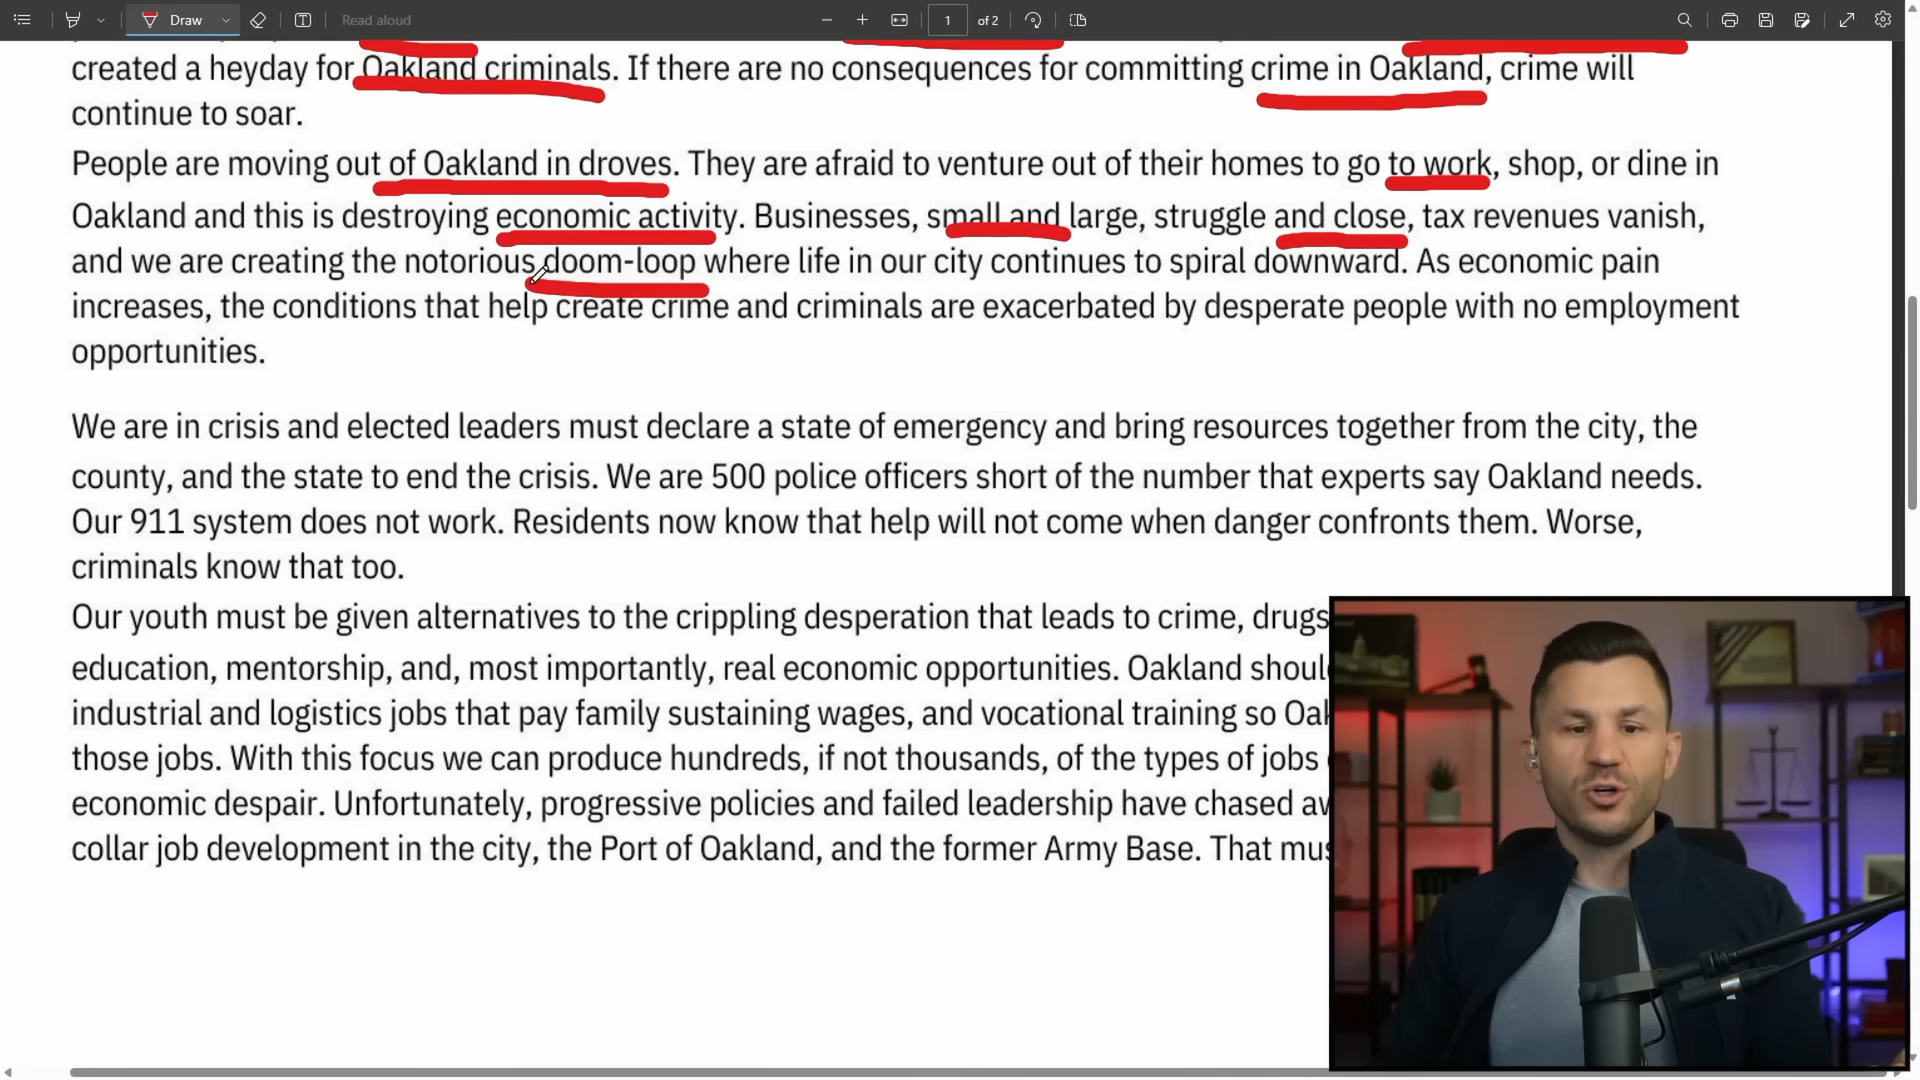 Draw
Read aloud
1 of 2
created a heyday for Oakland criminals. If there are no consequences for committing crime in Oakland, crime will
continue to soar.
People are moving out of Oakland in droves. They are afraid to venture out of their homes to go to work, shop, or dine in
Oakland and this is destroying economic activity. Businesses, small and large, struggle and close, tax revenues vanish,
and we are creating the notorious doom-loop where life in our city continues to spiral downward. As economic pain
increases, the conditions that help create crime and criminals are exacerbated by desperate people with no employment
opportunities.
We are in crisis and elected leaders must declare a state of emergency and bring resources together from the city, the
county, and the state to end the crisis. We are 500 police officers short of the number that experts say Oakland needs.
Our 911 system does not work. Residents now know that help will not come when danger confronts them. Worse,
criminals know that too.
Our youth must be given alternatives to the crippling desperation that leads to crime, drugs
education, mentorship, and, most importantly, real economic opportunities. Oakland
industrial and logistics jobs that pay family sustaining wages, and vocational training so
those jobs. With this focus we can produce hundreds, if not thousands, of the types of jobs
economic despair. Unfortunately, progressive policies and failed leadership have chased
collar job development in the city, the Port of Oakland, and the former Army Base. That